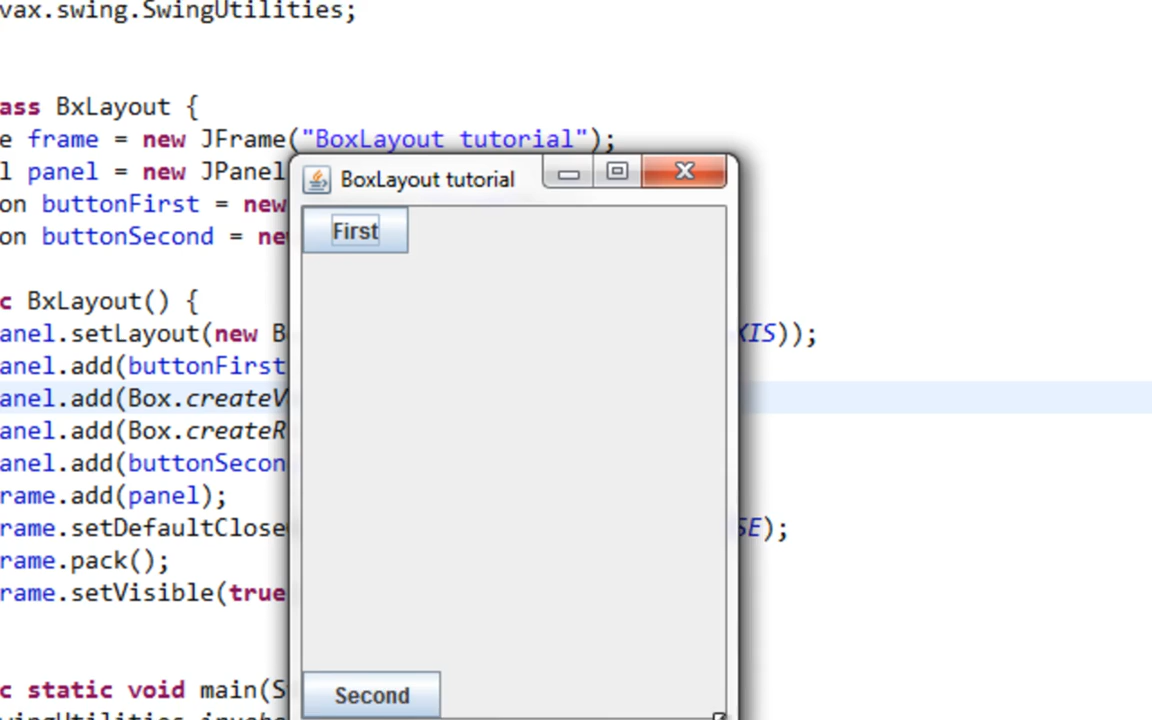 vax.swing.SwingUtilities;
ass BxLayout {
e frame = new JFrame("BoxLayout tutorial");
l panel = new JPanel
BoxLayout tutorial
on buttonFirst = new
First
on buttonSecond = ne
c BxLayout() {
anel.setLayout(new B XIS));
anel.add(buttonFirst
anel.add(Box.createV
anel.add(Box.createR
anel.add(buttonSecon
rame.add(panel);
rame.setDefaultClose SE);
rame.pack();
rame.setVisible(true
c static void main(S
Second